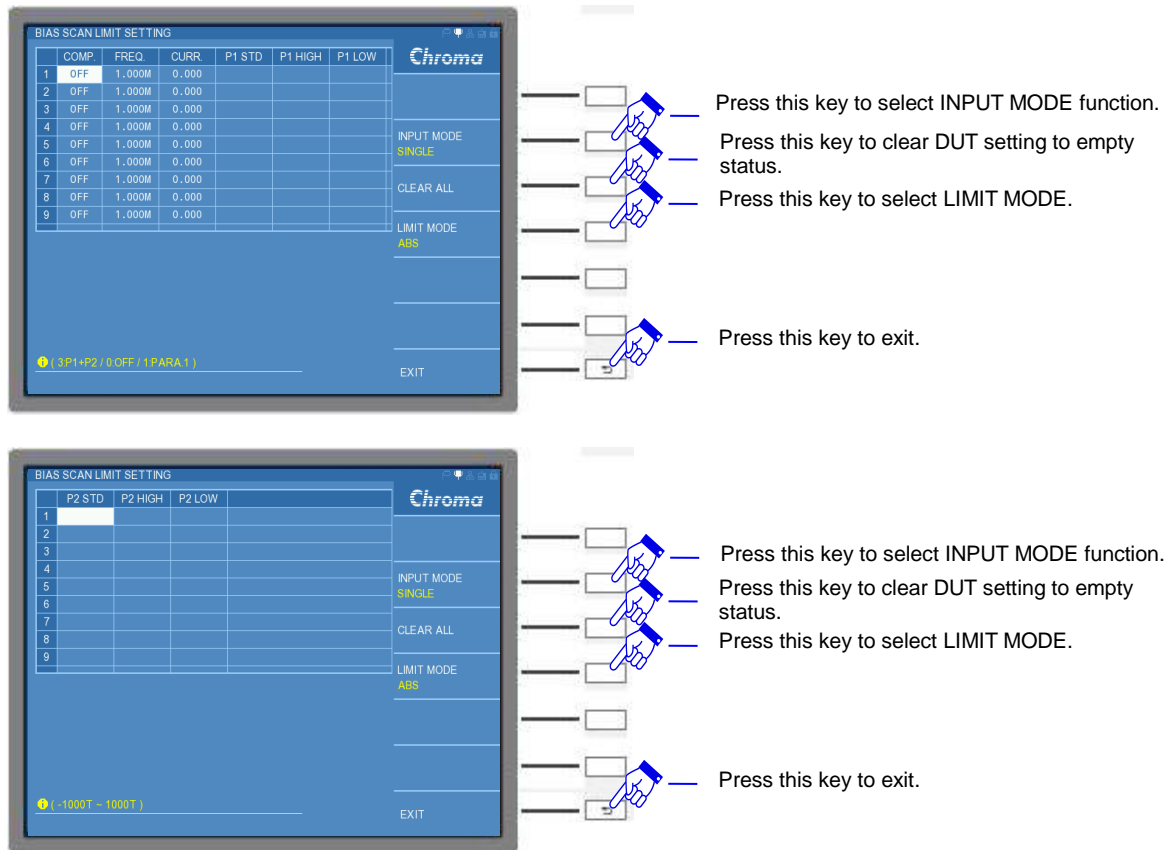 BIAS SCAN LIMIT SETTING
Chroma
COMP. FREQ. CURR. P1 STD P1 HIGH P1 LOW
1 OFF 1.000M 0.000
2 OFF 1.000M 0.000
3 OFF 1.000M 0.000
4 OFF 1.000M 0.000
5 OFF 1.000M 0.000
6 OFF 1.000M 0.000
7 OFF 1.000M 0.000
8 OFF 1.000M 0.000
9 OFF 1.000M 0.000
INPUT MODE
SINGLE
CLEAR ALL
LIMIT MODE
ABS
( 3:P1+P2 / 0:OFF / 1:PARA.1 )
EXIT
Press this key to select INPUT MODE function.
Press this key to clear DUT setting to empty
status.
Press this key to select LIMIT MODE.
Press this key to exit.
BIAS SCAN LIMIT SETTING
Chroma
P2 STD P2 HIGH P2 LOW
1
2
3
4
5
6
7
8
9
INPUT MODE
SINGLE
CLEAR ALL
LIMIT MODE
ABS
( -1000T ~ 1000T )
EXIT
Press this key to select INPUT MODE function.
Press this key to clear DUT setting to empty
status.
Press this key to select LIMIT MODE.
Press this key to exit.